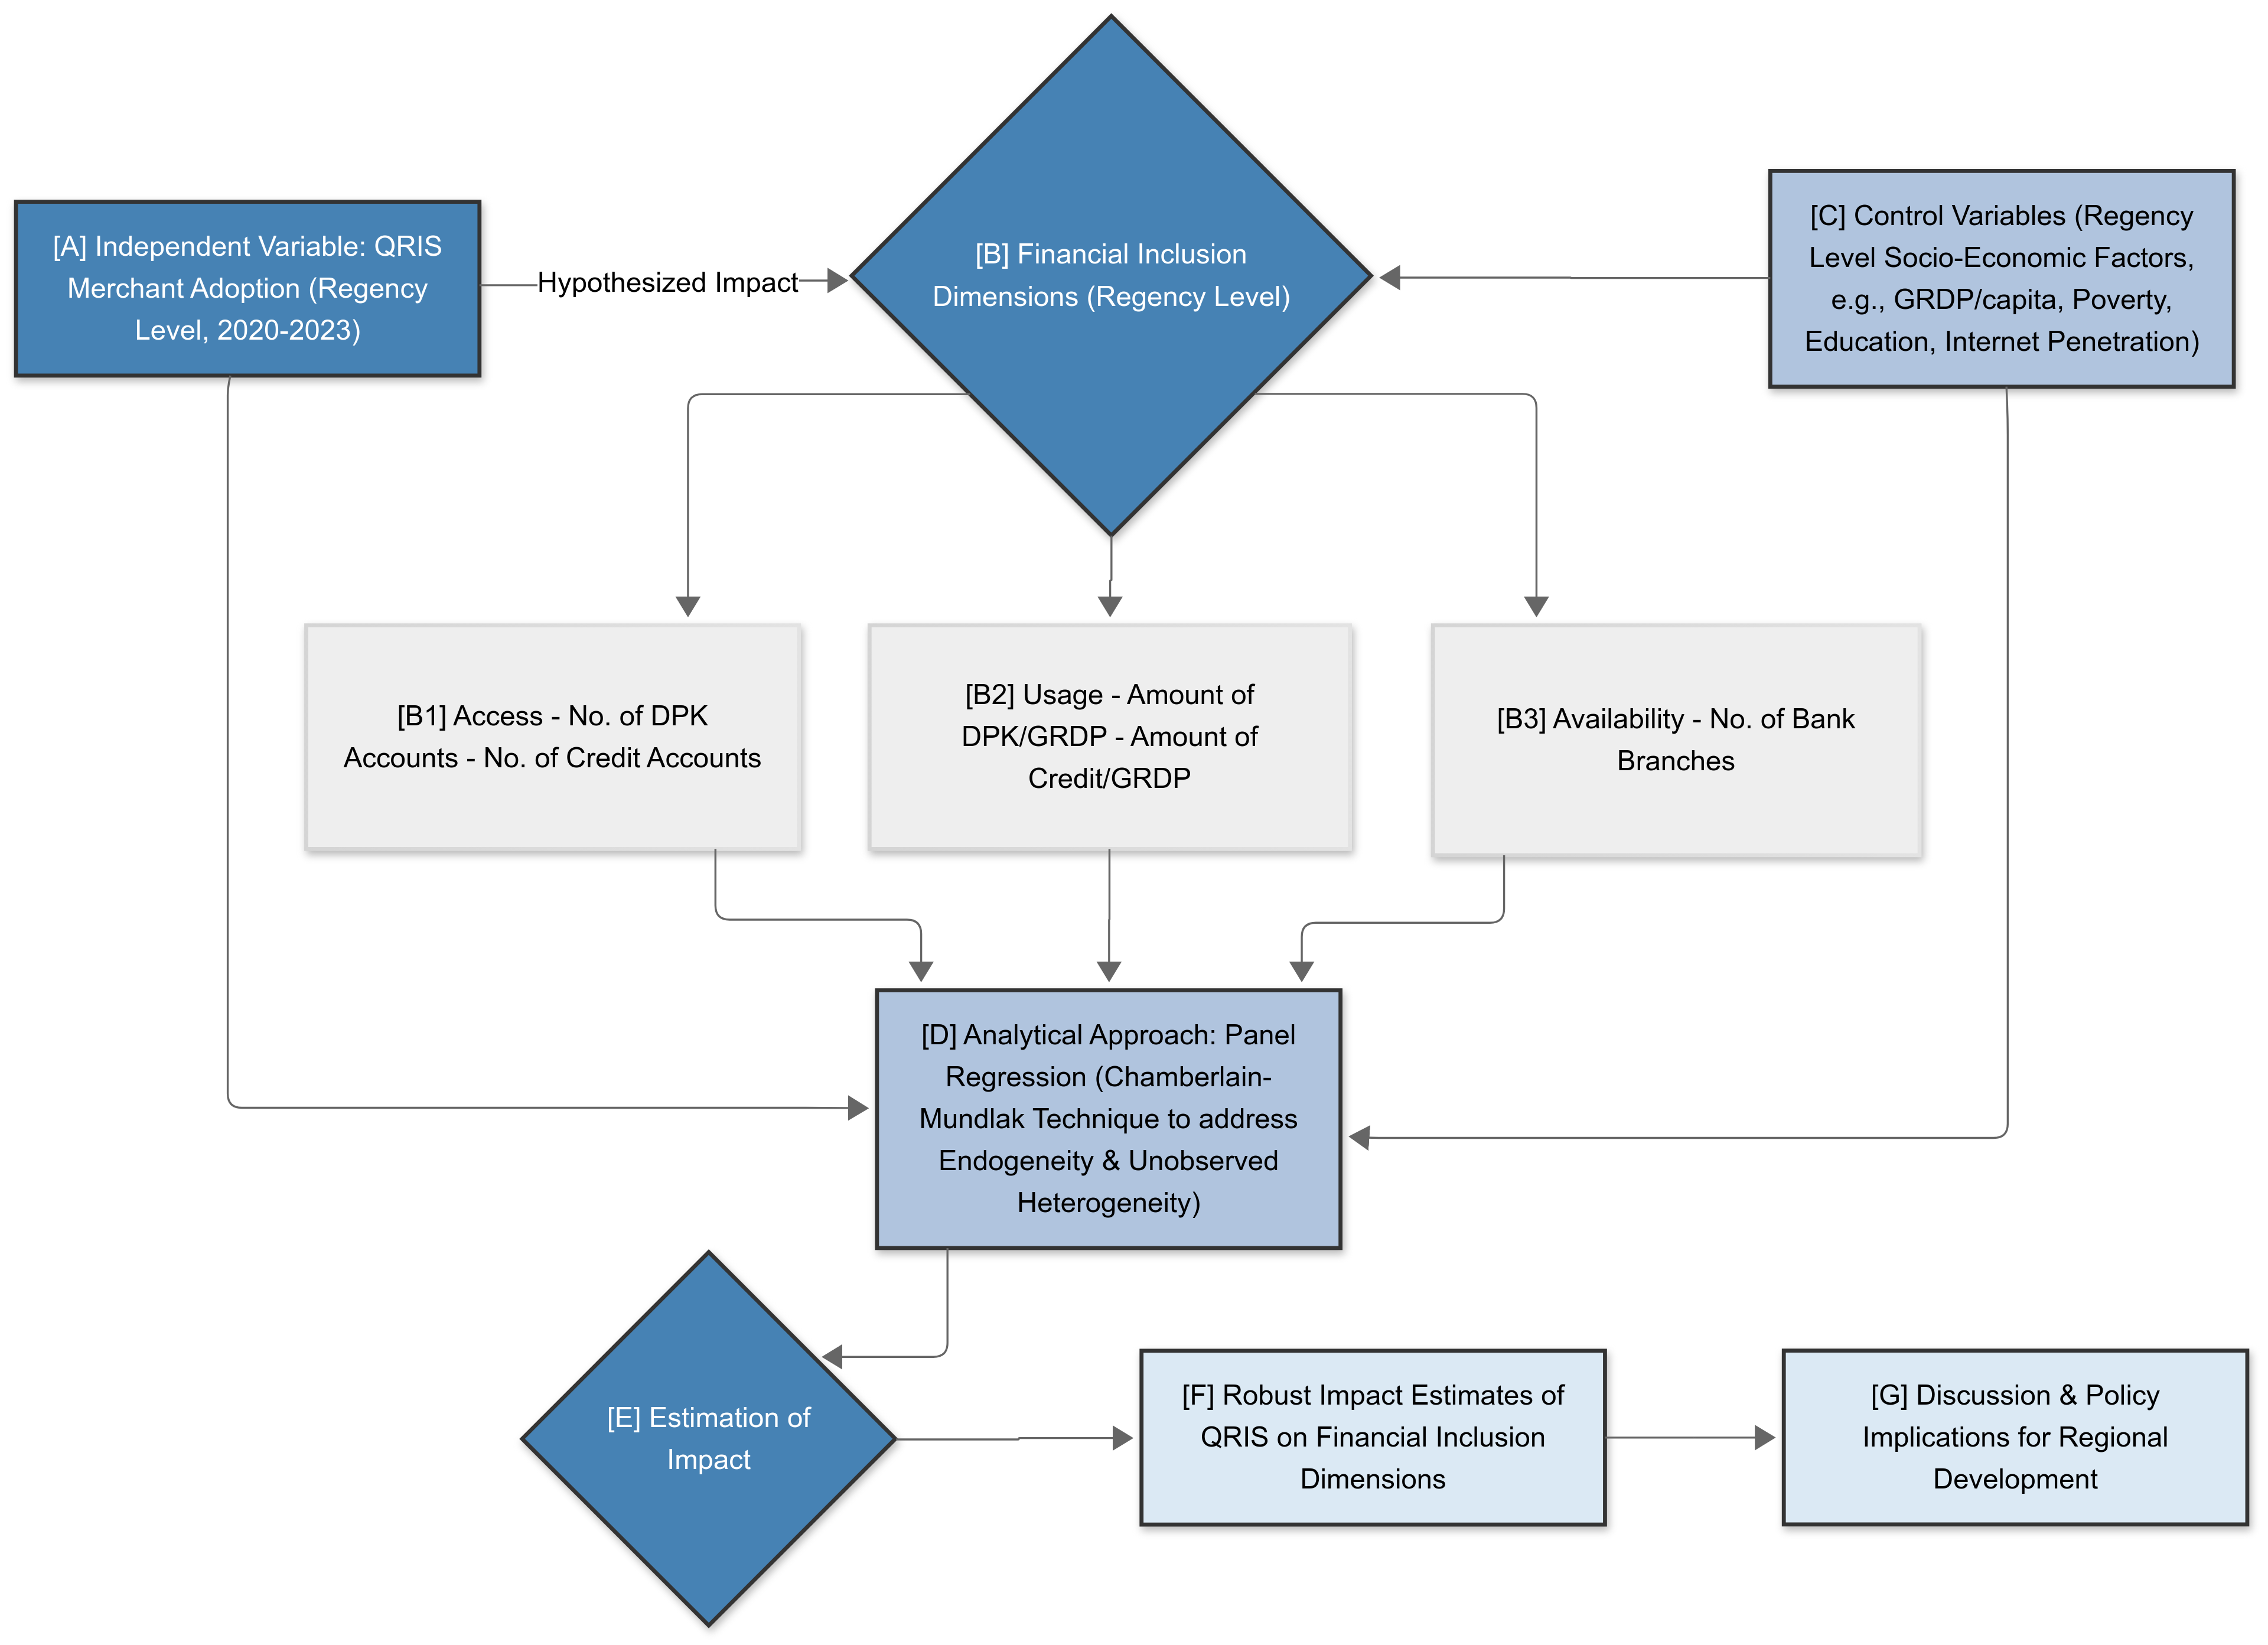 [A] Independent Variable: QRIS
Merchant Adoption (Regency
Level, 2020-2023)
Hypothesized Impact
[B] Financial Inclusion
Dimensions (Regency Level)
[C] Control Variables (Regency
Level Socio-Economic Factors,
e.g., GRDP/capita, Poverty,
Education, Internet Penetration)
[B1] Access - No. of DPK
Accounts - No. of Credit Accounts
[B2] Usage - Amount of
DPK/GRDP - Amount of
Credit/GRDP
[B3] Availability - No. of Bank
Branches
[D] Analytical Approach: Panel
Regression (Chamberlain-
Mundlak Technique to address
Endogeneity & Unobserved
Heterogeneity)
[E] Estimation of
Impact
[F] Robust Impact Estimates of
QRIS on Financial Inclusion
Dimensions
[G] Discussion & Policy
Implications for Regional
Development